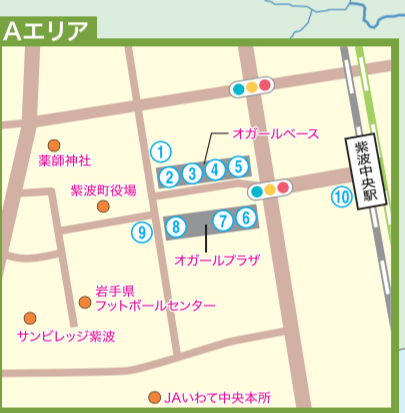 Aエリア
オガールベース
①
② ③ ④ ⑤
薬師神社
紫波町役場
紫波中央駅
⑩
⑨
⑧ ⑦ ⑥
オガールプラザ
岩手県
フットボールセンター
サンビレッジ紫波
JAいわて中央本所